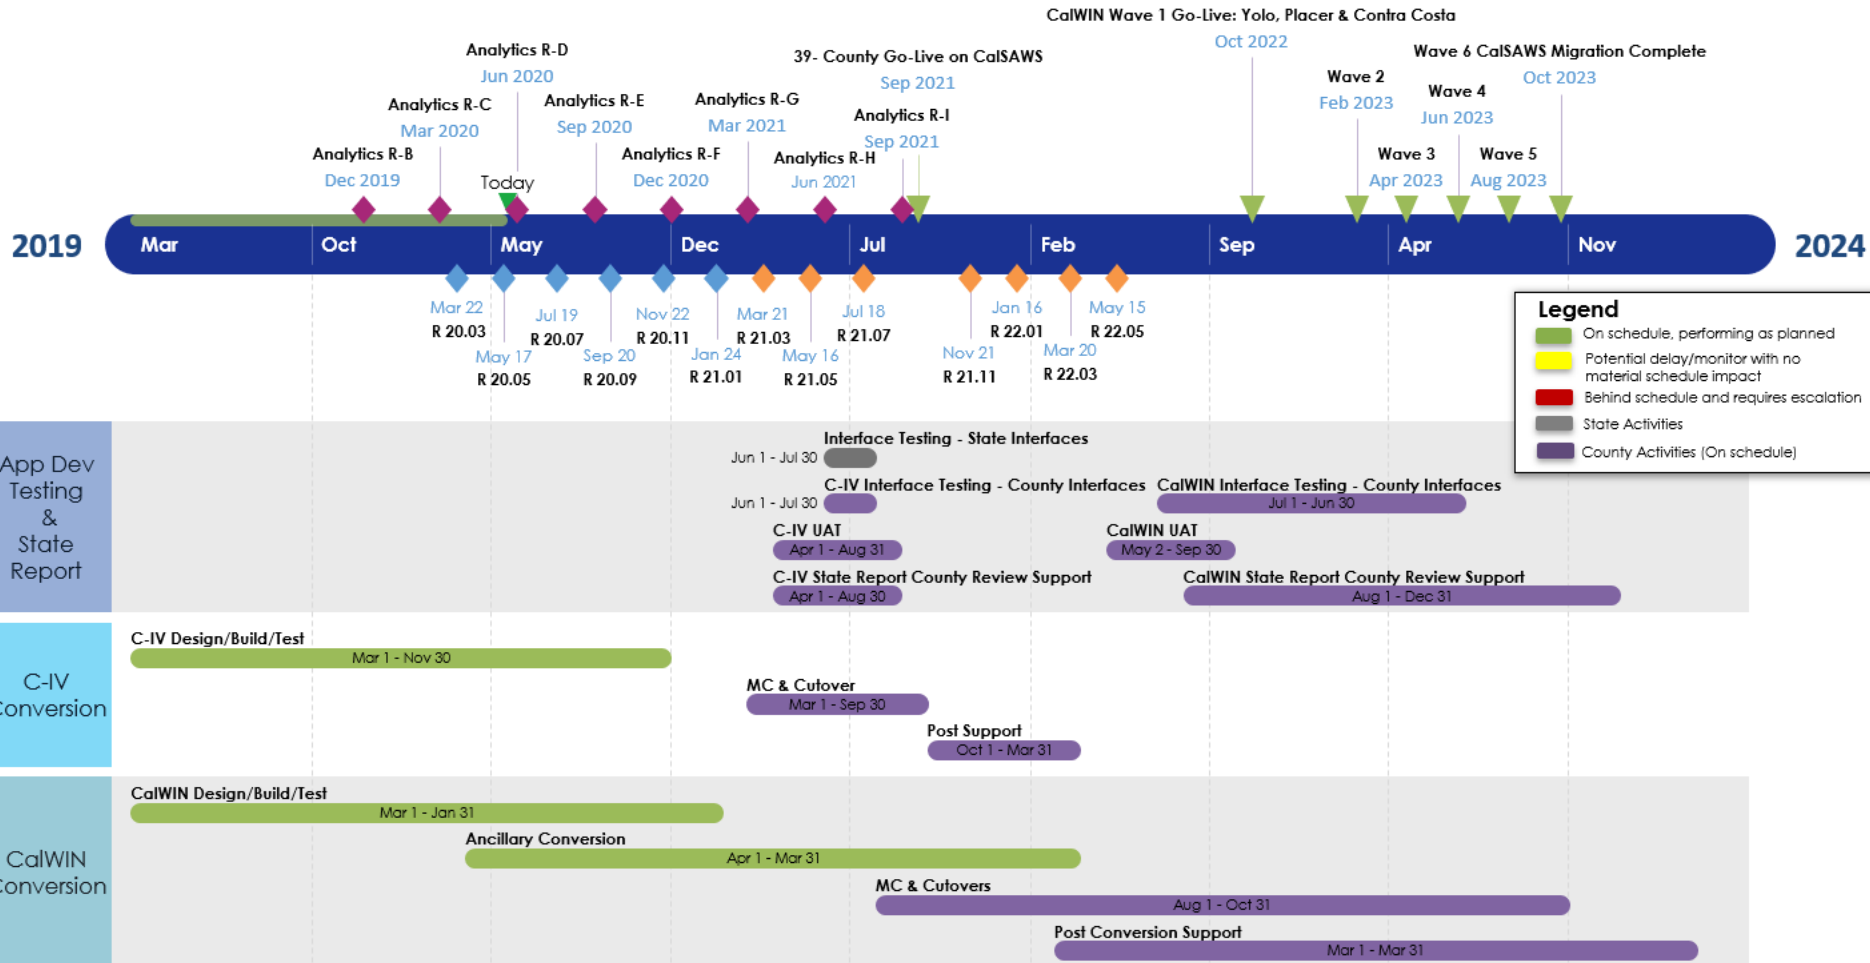 CalWIN Wave 1 Go-Live: Yolo, Placer & Contra Costa
Oct 2022
Analytics R-D
Jun 2020
39- County Go-Live on CalSAWS
Sep 2021
Wave 6 CalSAWS Migration Complete
Oct 2023
Wave 2
Feb 2023
Wave 4
Jun 2023
Analytics R-C
Mar 2020
Analytics R-E
Sep 2020
Analytics R-G
Mar 2021
Analytics R-I
Sep 2021
Analytics R-B
Dec 2019
Today
Analytics R-F
Dec 2020
Analytics R-H
Jun 2021
Wave 3
Apr 2023
Wave 5
Aug 2023
2019
Mar
Oct
May
Dec
Jul
Feb
Sep
Apr
Nov
2024
Mar 22
R 20.03
May 17
R 20.05
Jul 19
R 20.07
Sep 20
R 20.09
Nov 22
R 20.11
Jan 24
R 21.01
Mar 21
R 21.03
May 16
R 21.05
Jul 18
R 21.07
Nov 21
R 21.11
Jan 16
R 22.01
Mar 20
R 22.03
May 15
R 22.05
Legend
On schedule, performing as planned
Potential delay/monitor with no
material schedule impact
Behind schedule and requires escalation
State Activities
County Activities (On schedule)
App Dev
Testing
&
State
Report
Interface Testing - State Interfaces
Jun 1 - Jul 30
C-IV Interface Testing - County Interfaces
Jun 1 - Jul 30
CalWIN Interface Testing - County Interfaces
Jul 1 - Jun 30
C-IV UAT
Apr 1 - Aug 31
CalWIN UAT
May 2 - Sep 30
C-IV State Report County Review Support
Apr 1 - Aug 30
CalWIN State Report County Review Support
Aug 1 - Dec 31
C-IV
Conversion
C-IV Design/Build/Test
Mar 1 - Nov 30
MC & Cutover
Mar 1 - Sep 30
Post Support
Oct 1 - Mar 31
CalWIN
Conversion
CalWIN Design/Build/Test
Mar 1 - Jan 31
Ancillary Conversion
Apr 1 - Mar 31
MC & Cutovers
Aug 1 - Oct 31
Post Conversion Support
Mar 1 - Mar 31